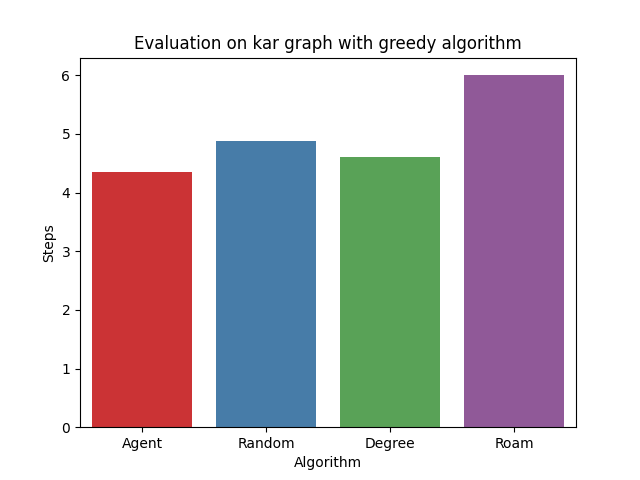 Evaluation on kar graph with greedy algorithm
6
5
4
3
2
1
0
Steps
Agent Random Degree Roam
Algorithm